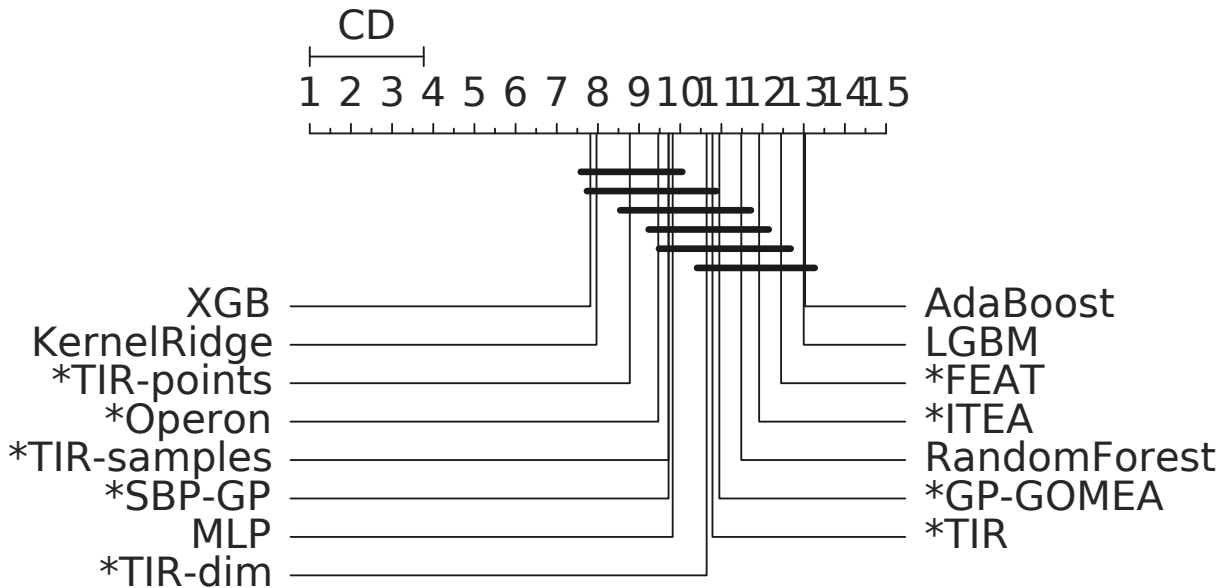 CD
1 2 3 4 5 6 7 8 9 10 11 12 13 14 15
XGB AdaBoost
KernelRidge LGBM
*TIR-points *FEAT
*Operon *ITEA
*TIR-samples RandomForest
*SBP-GP *GP-GOMEA
MLP *TIR
*TIR-dim